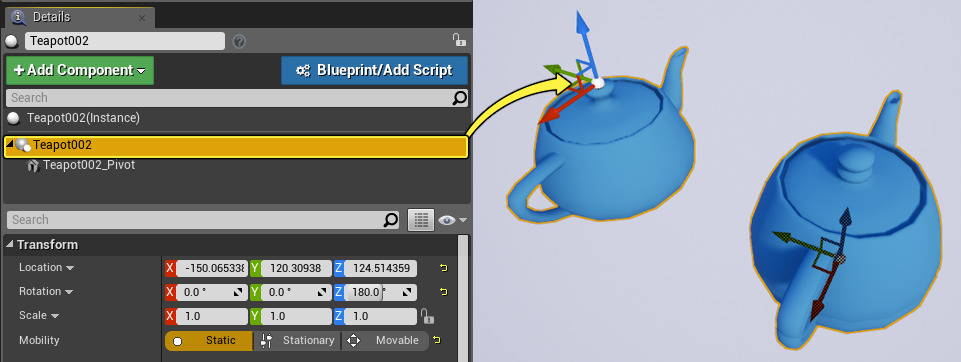 Details
Teapot002
+ Add Component
Blueprint/Add Script
Search
Teapot002(Instance)
Teapot002
Teapot002_Pivot
Search
Transform
Location X -150.065338 Y 120.30938 Z 124.514359
Rotation X 0.0 ° Y 0.0 ° Z 180.0 °
Scale X 1.0 Y 1.0 Z 1.0
Mobility Static Stationary Movable